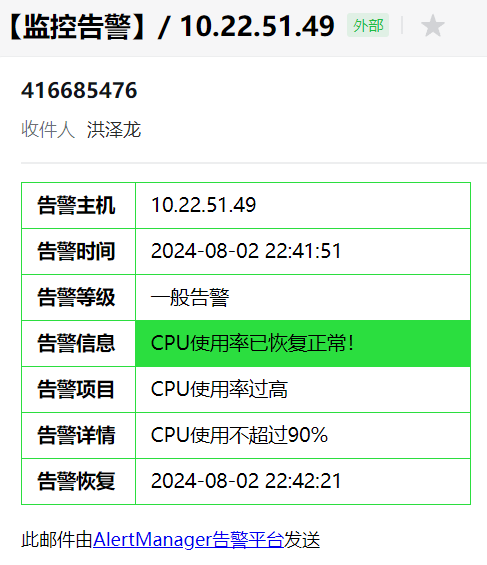 【监控告警】/ 10.22.51.49 外部
416685476
收件人 洪泽龙
告警主机 10.22.51.49
告警时间 2024-08-02 22:41:51
告警等级 一般告警
告警信息 CPU使用率已恢复正常!
告警项目 CPU使用率过高
告警详情 CPU使用不超过90%
告警恢复 2024-08-02 22:42:21
此邮件由AlertManager告警平台发送